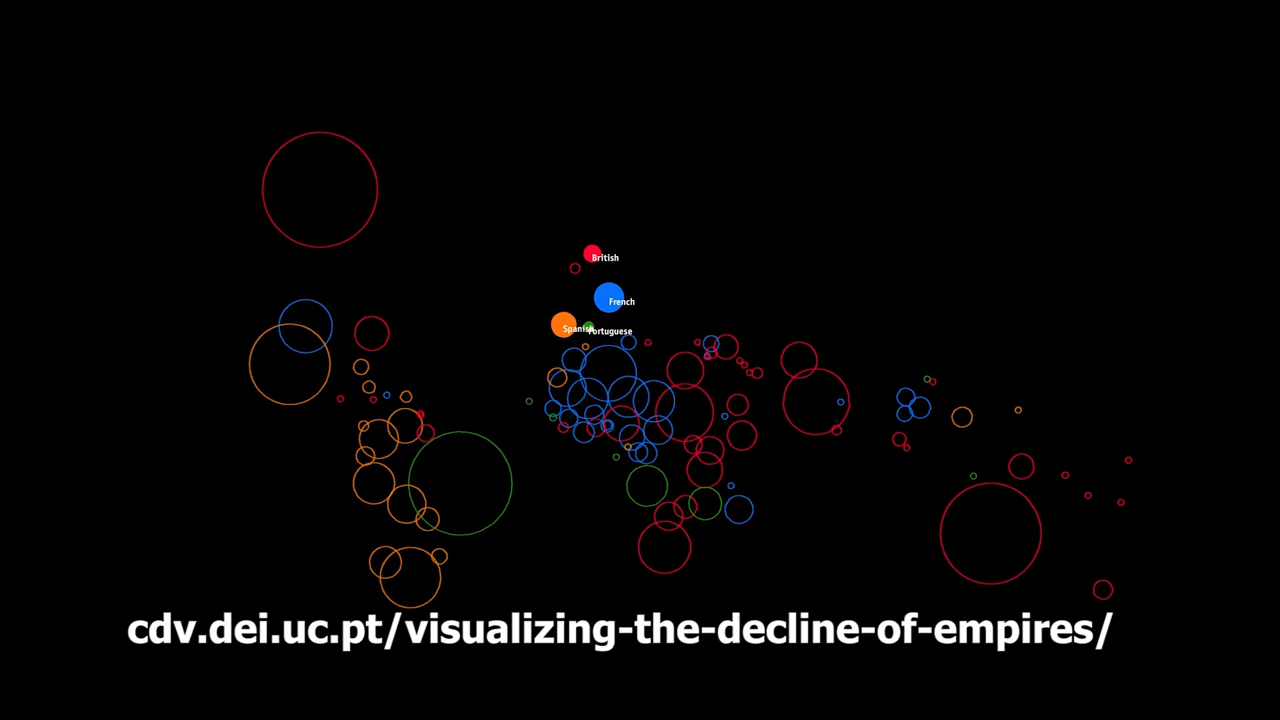 British
French
Spanish
Portuguese
cdv.dei.uc.pt/visualizing-the-decline-of-empires/